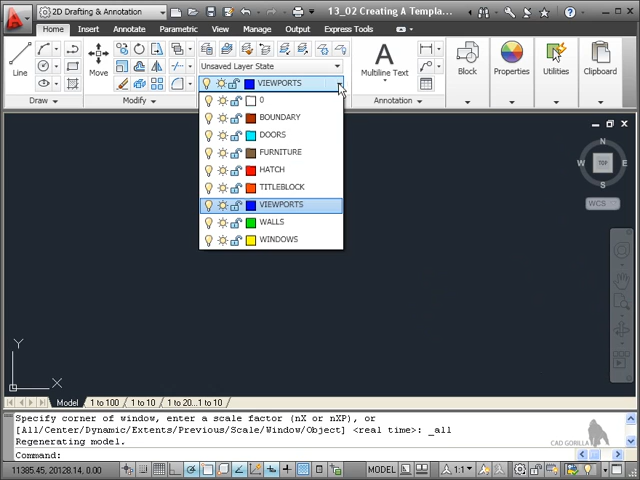 2D Drafting & Annotation
13_02 Creating A Templa...
Home Insert Annotate Parametric View Manage Output Express Tools
Line
Move
Unsaved Layer State
VIEWPORTS
A
Multiline Text
Block
Properties
Utilities
Clipboard
Draw
Modify
Annotation
0
BOUNDARY
DOORS
FURNITURE
HATCH
TITLEBLOCK
VIEWPORTS
WALLS
WINDOWS
N
W TOP E
S
WCS
Y
X
Model 1 to 100 1 to 10 1 to 20...1 to 10
Specify corner of window, enter a scale factor (nX or nXP), or
[All/Center/Dynamic/Extents/Previous/Scale/Window/Object] <real time>: _all
Regenerating model.
Command:
CAD GORILLA
11385.45, 20128.14, 0.00
MODEL
1:1